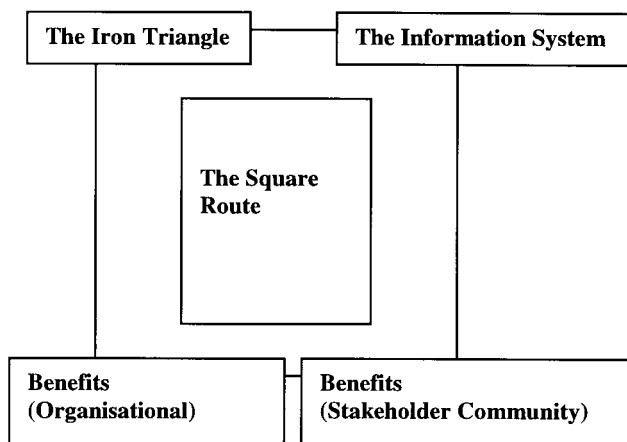 The Iron Triangle
The Information System
The Square
Route
Benefits
(Organisational)
Benefits
(Stakeholder Community)